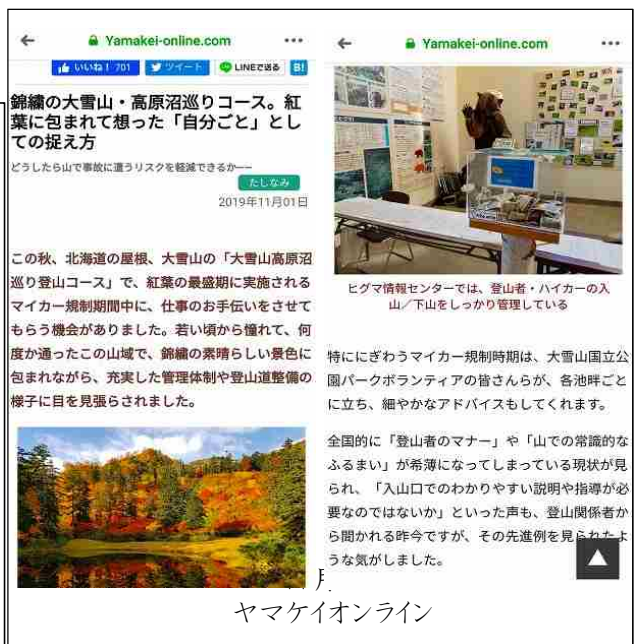 Yamakei-online.com
いいね! 701 ツイート LINEで送る B!
錦繍の大雪山・高原沼巡りコース。紅
葉に包まれて想った「自分ごと」とし
ての捉え方
どうしたら山で事故に遭うリスクを軽減できるか──
たしなみ
2019年11月01日
この秋、北海道の屋根、大雪山の「大雪山高原沼
巡り登山コース」で、紅葉の最盛期に実施される
マイカー規制期間中に、仕事のお手伝いをさせて
もらう機会がありました。若い頃から憧れて、何
度か通ったこの山域で、錦繍の素晴らしい景色に
包まれながら、充実した管理体制や登山道整備の
様子に目を見張らされました。
Yamakei-online.com
ヒグマ情報センターでは、登山者・ハイカーの入
山／下山をしっかり管理している
特ににぎわうマイカー規制時期は、大雪山国立公
園パークボランティアの皆さんらが、各池畔ごと
に立ち、細やかなアドバイスもしてくれます。
全国的に「登山者のマナー」や「山での常識的な
ふるまい」が希薄になってしまっている現状が見
られ、「入山口でのわかりやすい説明や指導が必
要なのではないか」といった声も、登山関係者か
ら聞かれる昨今ですが、その先進例を見られたよ
うな気がしました。
月
ヤマケイオンライン